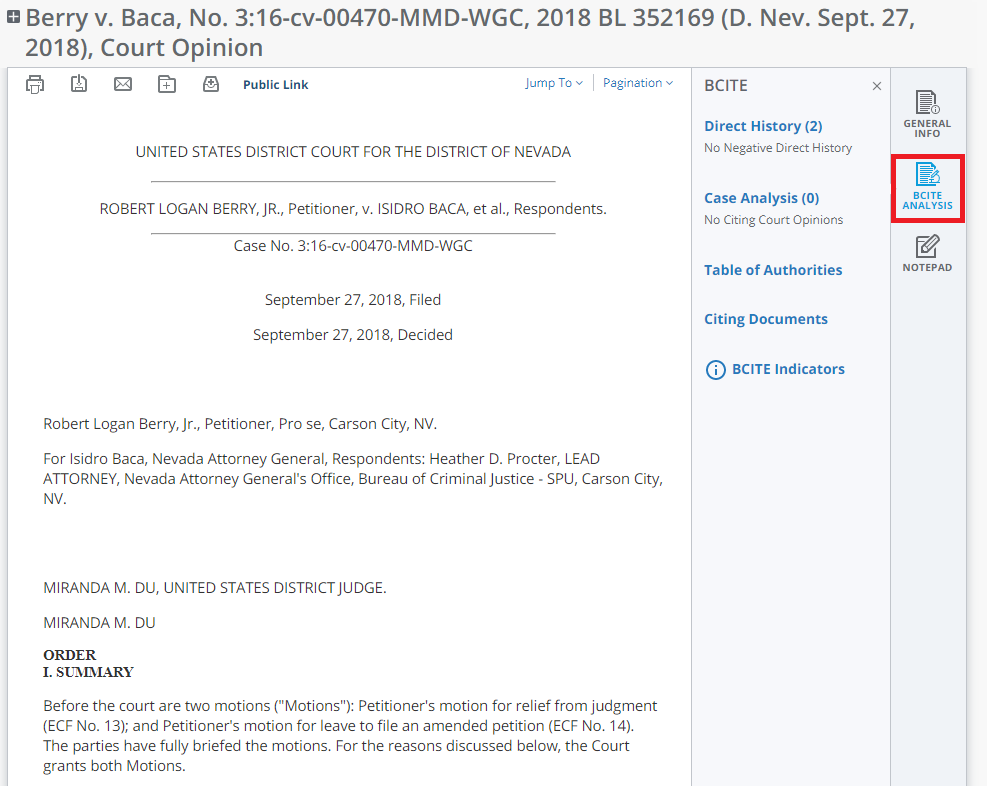 Berry v. Baca, No. 3:16-cv-00470-MMD-WGC, 2018 BL 352169 (D. Nev. Sept. 27,
2018), Court Opinion
Public Link
Jump To
Pagination
UNITED STATES DISTRICT COURT FOR THE DISTRICT OF NEVADA
ROBERT LOGAN BERRY, JR., Petitioner, v. ISIDRO BACA, et al., Respondents.
Case No. 3:16-cv-00470-MMD-WGC
September 27, 2018, Filed
September 27, 2018, Decided
Robert Logan Berry, Jr., Petitioner, Pro se, Carson City, NV.
For Isidro Baca, Nevada Attorney General, Respondents: Heather D. Procter, LEAD
ATTORNEY, Nevada Attorney General's Office, Bureau of Criminal Justice - SPU, Carson City,
NV.
MIRANDA M. DU, UNITED STATES DISTRICT JUDGE.
MIRANDA M. DU
ORDER
I. SUMMARY
Before the court are two motions ("Motions"): Petitioner's motion for relief from judgment
(ECF No. 13); and Petitioner's motion for leave to file an amended petition (ECF No. 14).
The parties have fully briefed the motions. For the reasons discussed below, the Court
grants both Motions.
BCITE
Direct History (2)
No Negative Direct History
Case Analysis (0)
No Citing Court Opinions
Table of Authorities
Citing Documents
BCITE Indicators
GENERAL
INFO
BCITE
ANALYSIS
NOTEPAD